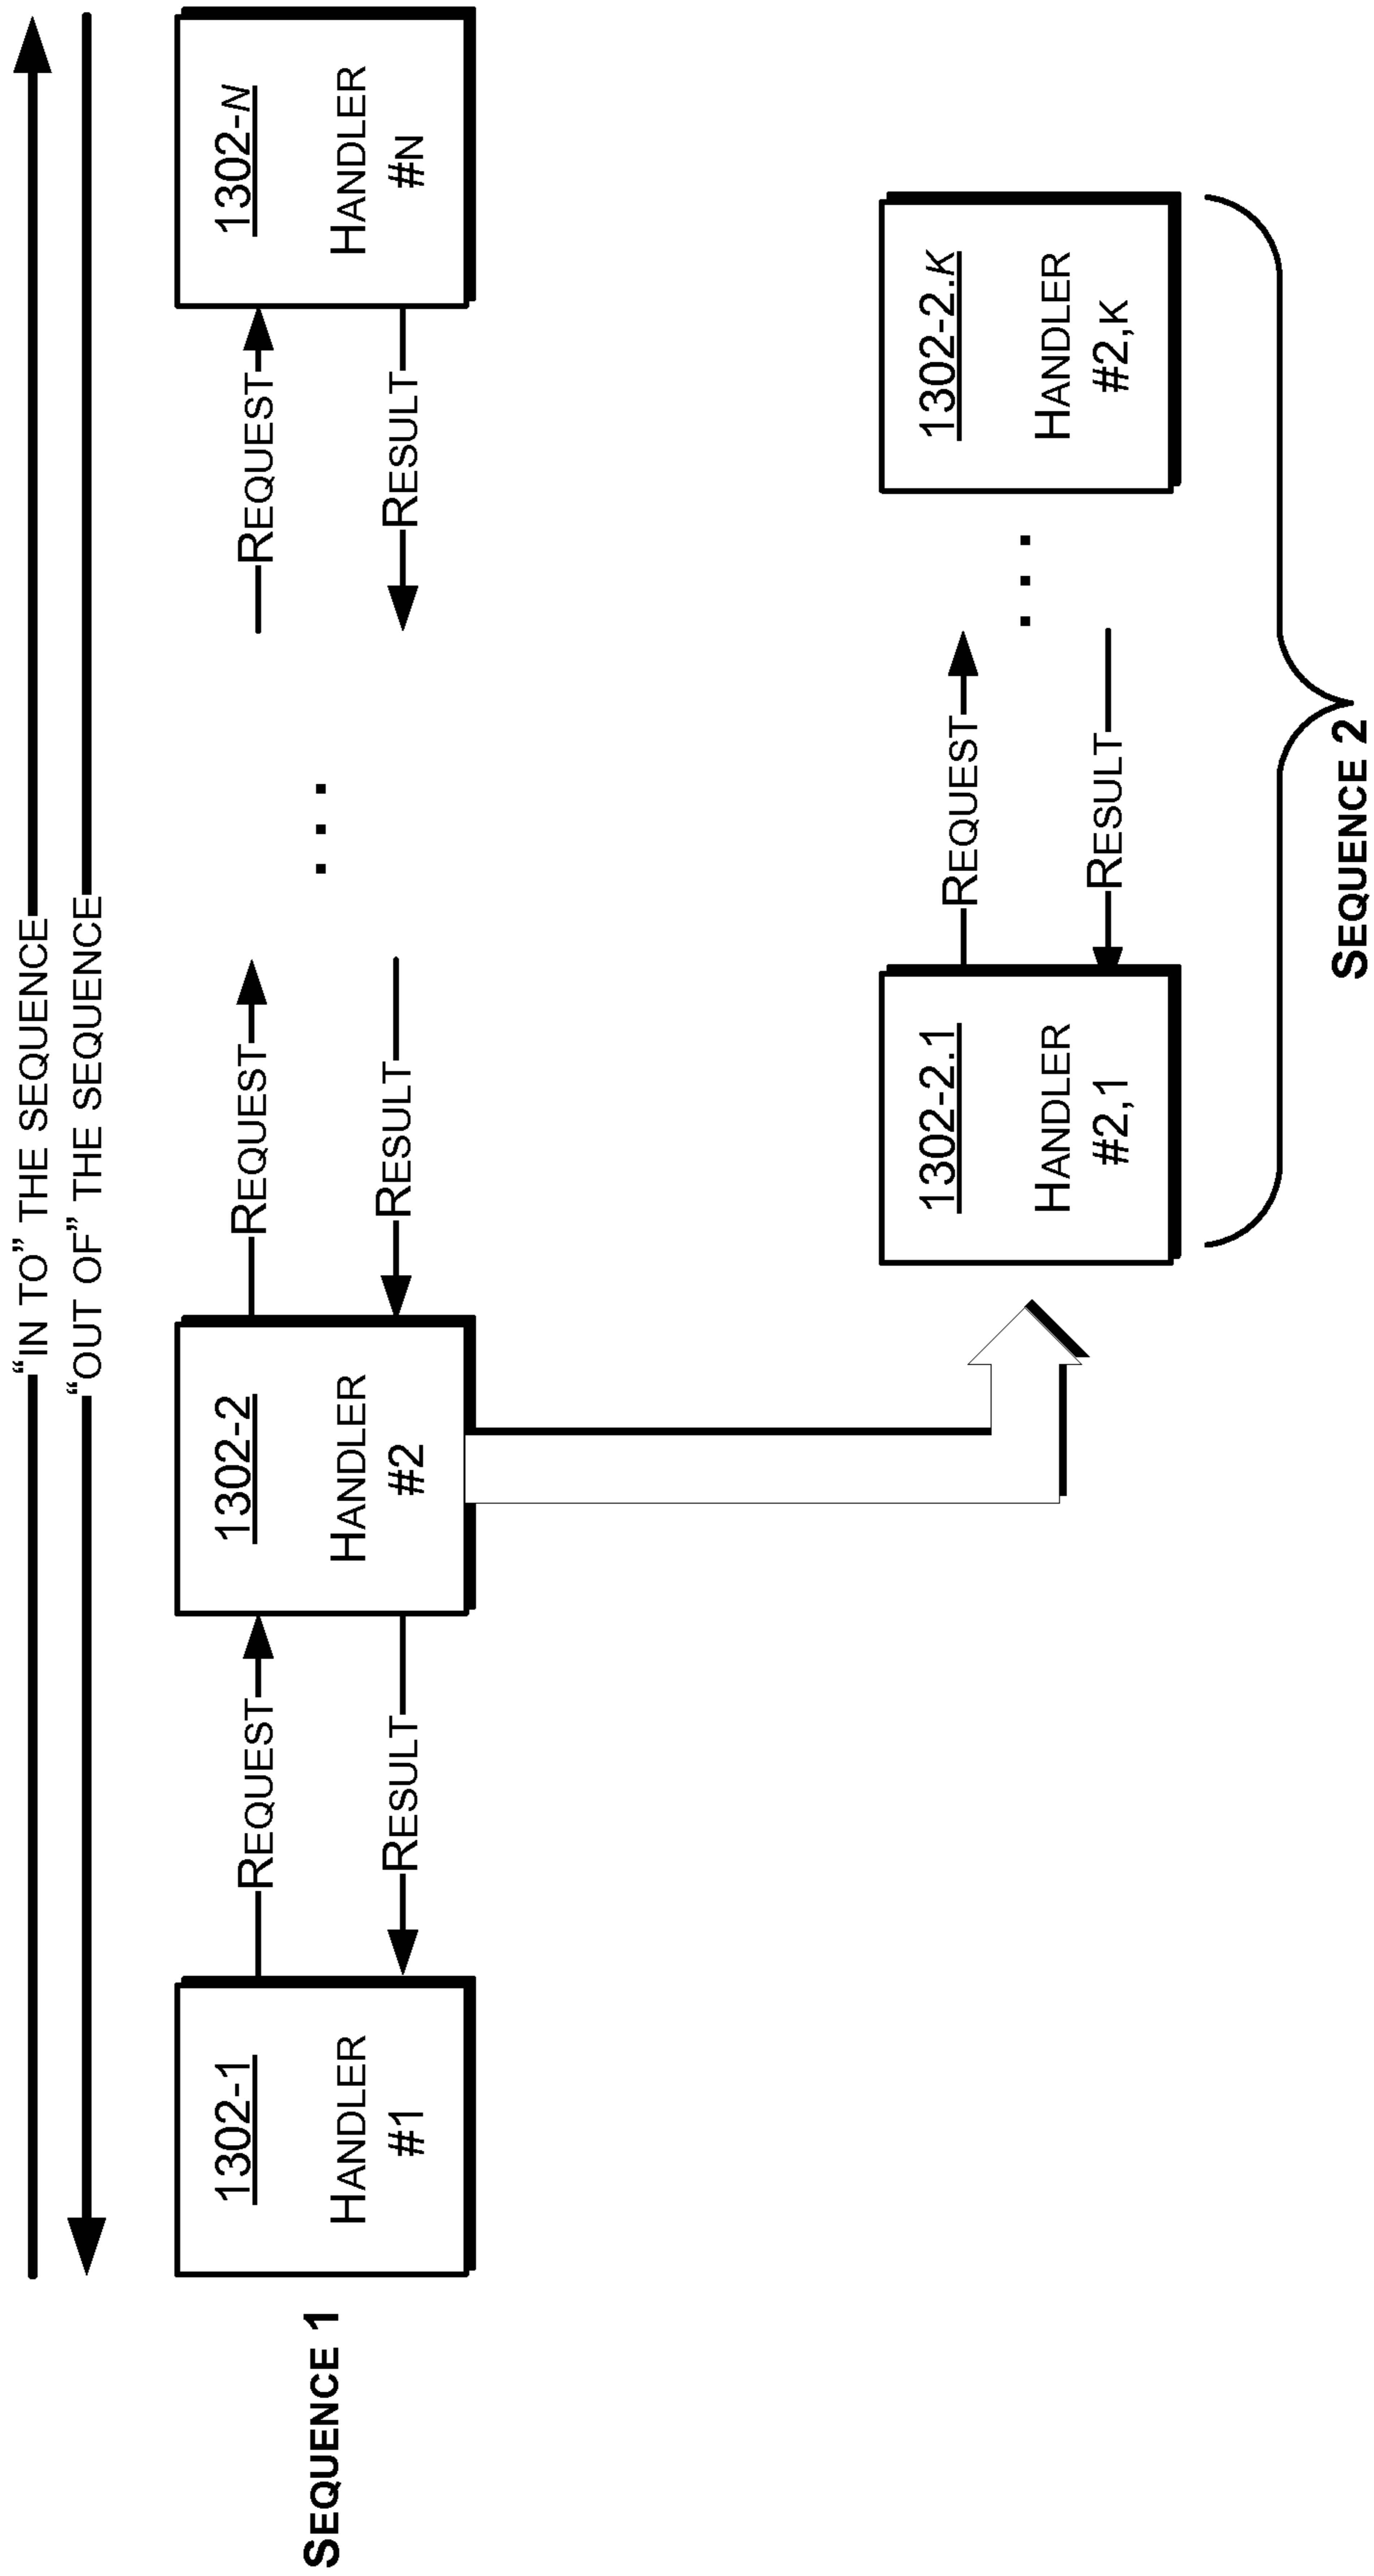 “IN TO” THE SEQUENCE
“OUT OF” THE SEQUENCE
SEQUENCE 1
1302-1
HANDLER
#1
REQUEST
RESULT
1302-2
HANDLER
#2
REQUEST
RESULT
...
REQUEST
RESULT
1302-N
HANDLER
#N
1302-2.1
HANDLER
#2,1
REQUEST
RESULT
...
1302-2.K
HANDLER
#2,K
SEQUENCE 2